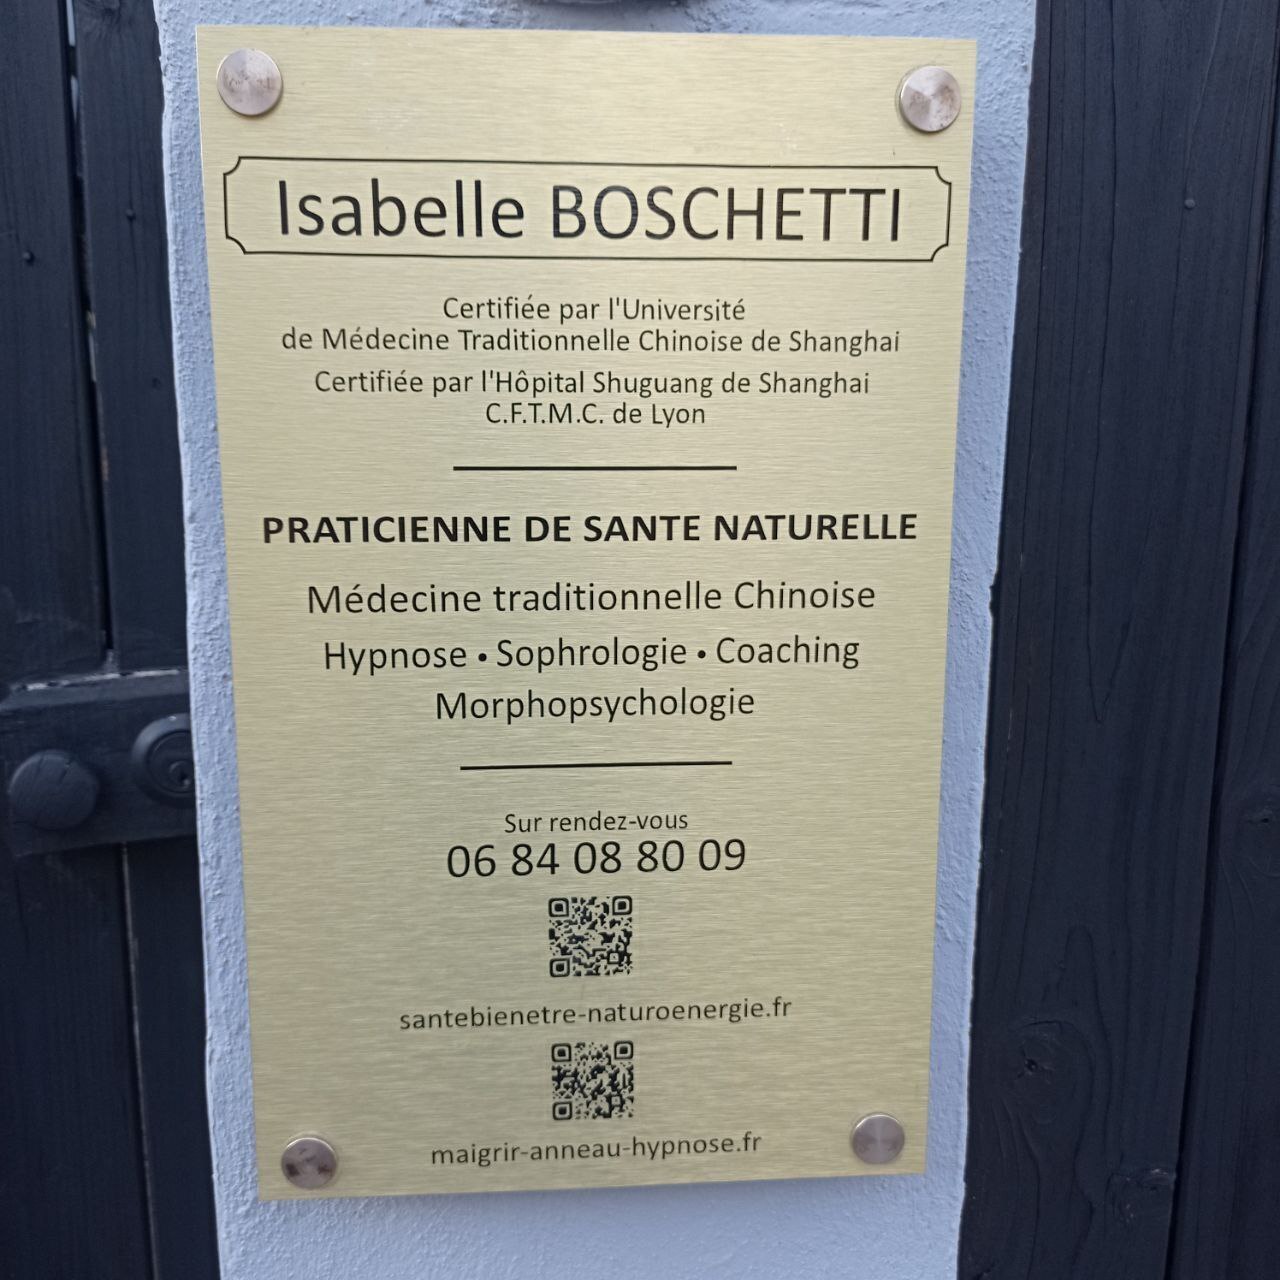 Isabelle BOSCHETTI
Certifiée par l'Université
de Médecine Traditionnelle Chinoise de Shanghai
Certifiée par l'Hôpital Shuguang de Shanghai
C.F.T.M.C. de Lyon
PRATICIENNE DE SANTE NATURELLE
Médecine traditionnelle Chinoise
Hypnose • Sophrologie • Coaching
Morphopsychologie
Sur rendez-vous
06 84 08 80 09
santebienetre-naturoenergie.fr
maigrir-anneau-hypnose.fr